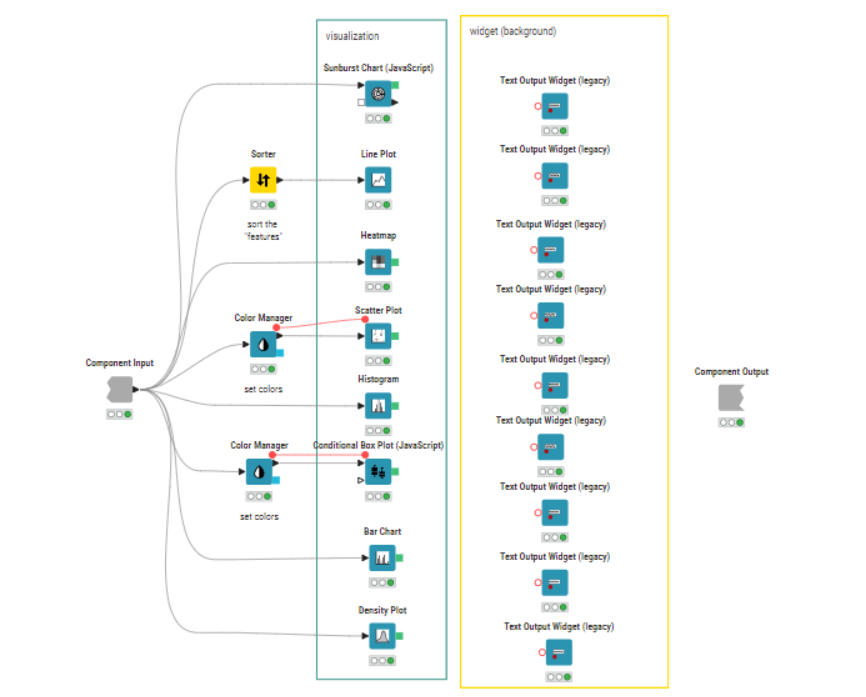 visualization
widget (background)
Sunburst Chart (JavaScript)
Text Output Widget (legacy)
Sorter
Line Plot
Text Output Widget (legacy)
sort the
"features"
Heatmap
Text Output Widget (legacy)
Color Manager
Scatter Plot
Text Output Widget (legacy)
Component Input
set colors
Histogram
Text Output Widget (legacy)
Component Output
Color Manager
Conditional Box Plot (JavaScript)
Text Output Widget (legacy)
set colors
Text Output Widget (legacy)
Bar Chart
Text Output Widget (legacy)
Density Plot
Text Output Widget (legacy)